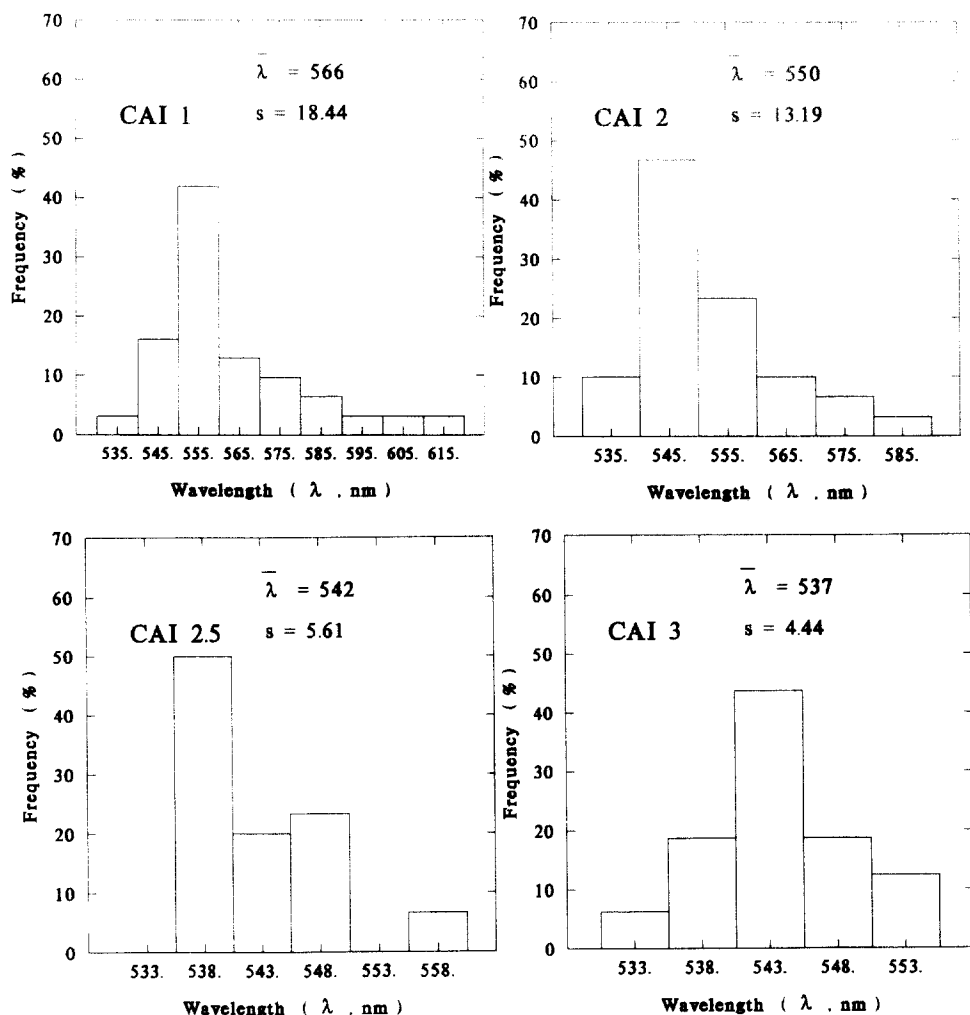 70
60
50
40
30
20
10
0
Frequency ( % )
CAI 1
λ̄ = 566
s = 18.44
535. 545. 555. 565. 575. 585. 595. 605. 615.
Wavelength ( λ , nm )
70
60
50
40
30
20
10
0
Frequency ( % )
CAI 2
λ̄ = 550
s = 13.19
535. 545. 555. 565. 575. 585.
Wavelength ( λ , nm )
70
60
50
40
30
20
10
0
Frequency ( % )
CAI 2.5
λ̄ = 542
s = 5.61
533. 538. 543. 548. 553. 558.
Wavelength ( λ , nm )
70
60
50
40
30
20
10
0
Frequency ( % )
CAI 3
λ̄ = 537
s = 4.44
533. 538. 543. 548. 553.
Wavelength ( λ , nm )